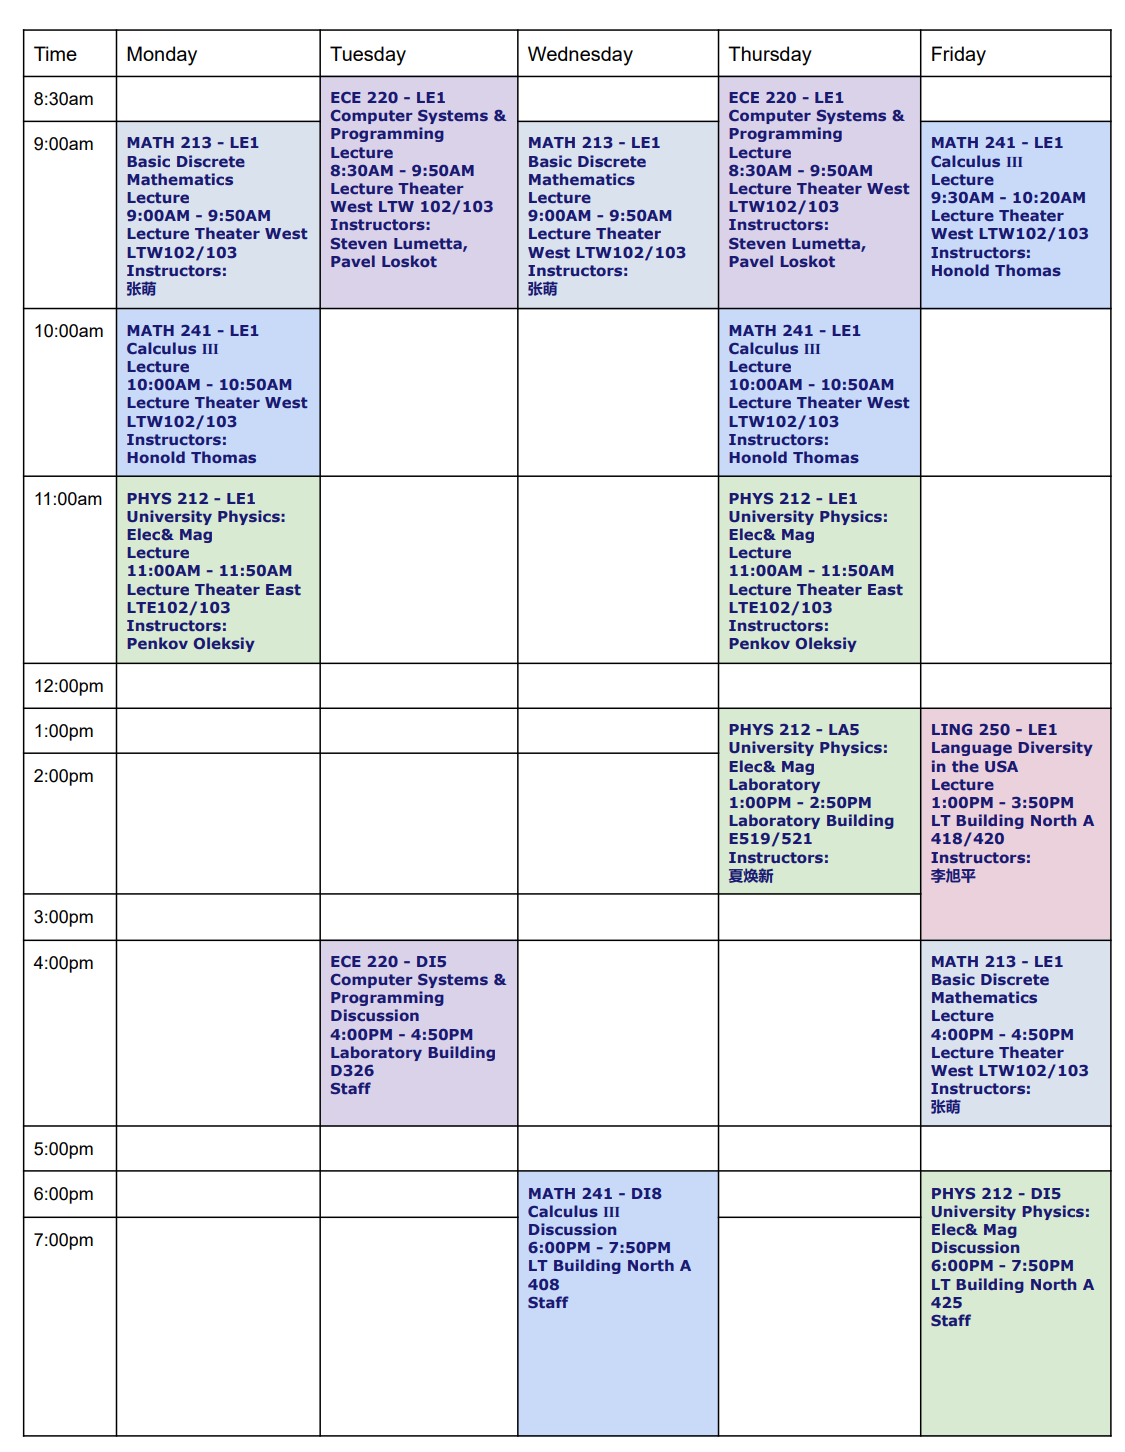 Time
Monday
Tuesday
Wednesday
Thursday
Friday
8:30am
ECE 220 - LE1
Computer Systems &
Programming
Lecture
8:30AM - 9:50AM
Lecture Theater
West LTW 102/103
Instructors:
Steven Lumetta,
Pavel Loskot
ECE 220 - LE1
Computer Systems &
Programming
Lecture
8:30AM - 9:50AM
Lecture Theater West
LTW102/103
Instructors:
Steven Lumetta,
Pavel Loskot
9:00am
MATH 213 - LE1
Basic Discrete
Mathematics
Lecture
9:00AM - 9:50AM
Lecture Theater West
LTW102/103
Instructors:
张萌
MATH 213 - LE1
Basic Discrete
Mathematics
Lecture
9:00AM - 9:50AM
Lecture Theater
West LTW102/103
Instructors:
张萌
MATH 241 - LE1
Calculus III
Lecture
9:30AM - 10:20AM
Lecture Theater
West LTW102/103
Instructors:
Honold Thomas
10:00am
MATH 241 - LE1
Calculus III
Lecture
10:00AM - 10:50AM
Lecture Theater West
LTW102/103
Instructors:
Honold Thomas
MATH 241 - LE1
Calculus III
Lecture
10:00AM - 10:50AM
Lecture Theater West
LTW102/103
Instructors:
Honold Thomas
11:00am
PHYS 212 - LE1
University Physics:
Elec& Mag
Lecture
11:00AM - 11:50AM
Lecture Theater East
LTE102/103
Instructors:
Penkov Oleksiy
PHYS 212 - LE1
University Physics:
Elec& Mag
Lecture
11:00AM - 11:50AM
Lecture Theater East
LTE102/103
Instructors:
Penkov Oleksiy
12:00pm
1:00pm
PHYS 212 - LA5
University Physics:
Elec& Mag
Laboratory
1:00PM - 2:50PM
Laboratory Building
E519/521
Instructors:
夏焕新
LING 250 - LE1
Language Diversity
in the USA
Lecture
1:00PM - 3:50PM
LT Building North A
418/420
Instructors:
李旭平
2:00pm
3:00pm
4:00pm
ECE 220 - DI5
Computer Systems &
Programming
Discussion
4:00PM - 4:50PM
Laboratory Building
D326
Staff
MATH 213 - LE1
Basic Discrete
Mathematics
Lecture
4:00PM - 4:50PM
Lecture Theater
West LTW102/103
Instructors:
张萌
5:00pm
6:00pm
MATH 241 - DI8
Calculus III
Discussion
6:00PM - 7:50PM
LT Building North A
408
Staff
PHYS 212 - DI5
University Physics:
Elec& Mag
Discussion
6:00PM - 7:50PM
LT Building North A
425
Staff
7:00pm